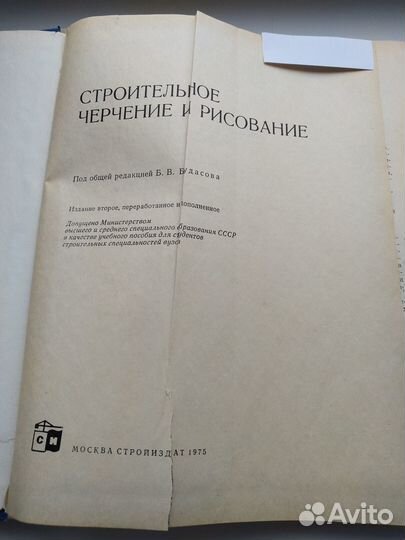 СТРОИТЕЛЬНОЕ
ЧЕРЧЕНИЕ И РИСОВАНИЕ
Под общей редакцией Б. В. Будасова
Издание второе, переработанное и дополненное
Допущено Министерством
высшего и среднего специального образования СССР
в качестве учебного пособия для студентов
строительных специальностей вузов
С И
МОСКВА СТРОЙИЗДАТ 1975
Avito